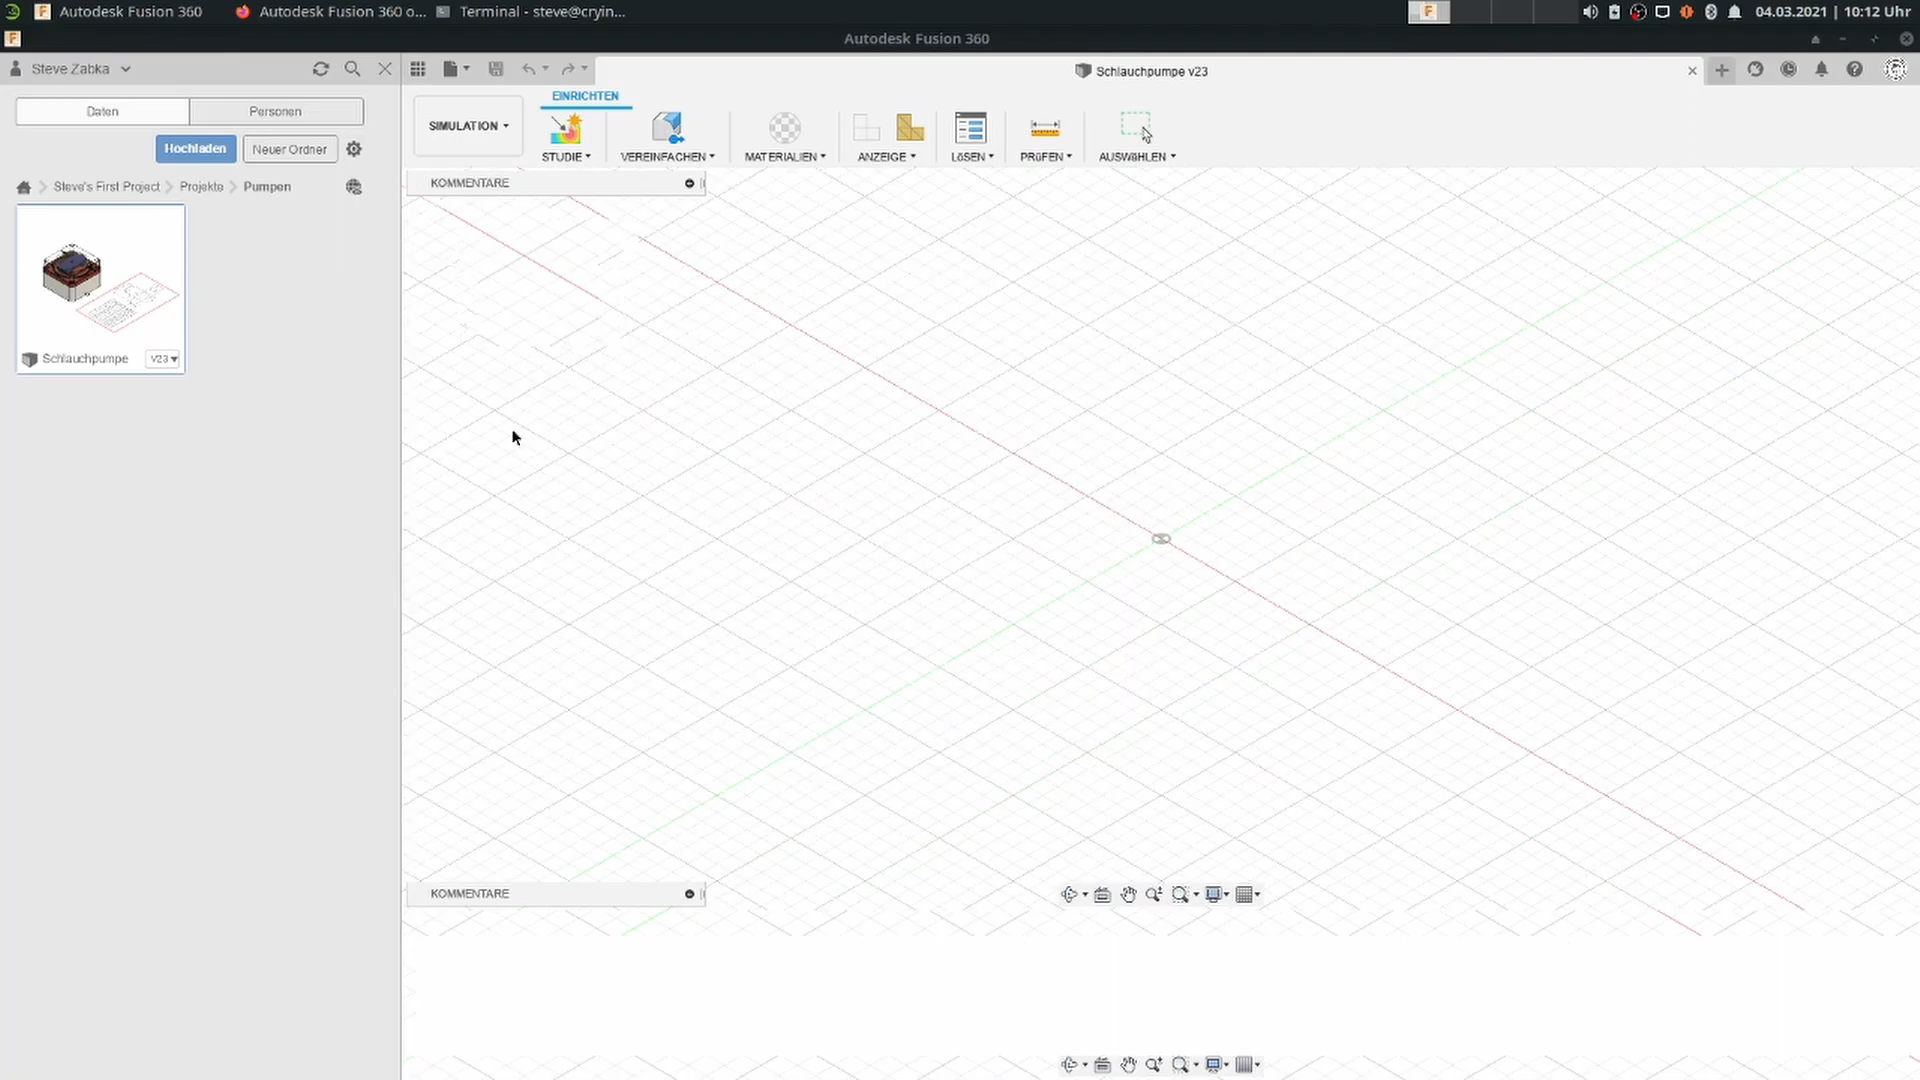 Autodesk Fusion 360
Autodesk Fusion 360 o...
Terminal - steve@cryin...
04.03.2021 | 10:12 Uhr
Autodesk Fusion 360
Steve Zabka
Schlauchpumpe v23
Daten
Personen
Hochladen
Neuer Ordner
Steve's First Project
Projekte
Pumpen
Schlauchpumpe
V23
SIMULATION
EINRICHTEN
STUDIE
VEREINFACHEN
MATERIALIEN
ANZEIGE
LöSEN
PRüFEN
AUSWäHLEN
KOMMENTARE
KOMMENTARE